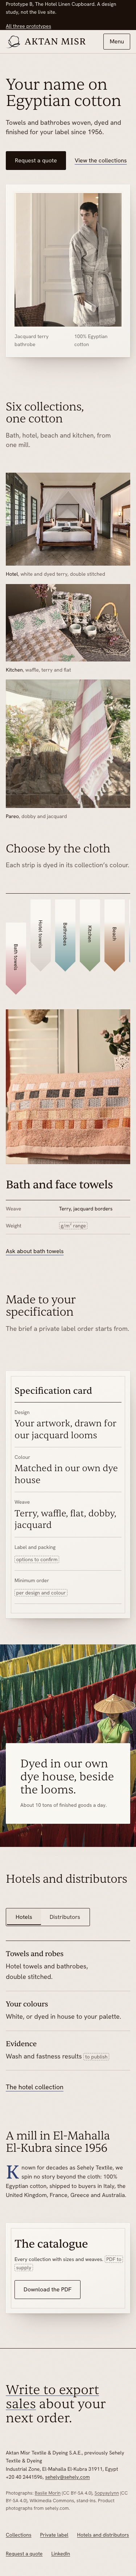 Prototype B, The Hotel Linen Cupboard. A design
study, not the live site.
All three prototypes
AKTAN MISR
Menu
Your name on
Egyptian cotton
Towels and bathrobes woven, dyed and
finished for your label since 1956.
Request a quote
View the collections
Jacquard terry
bathrobe
100% Egyptian
cotton
Six collections,
one cotton
Bath, hotel, beach and kitchen, from
one mill.
Hotel, white and dyed terry, double stitched
Kitchen, waffle, terry and flat
Pareo, dobby and jacquard
Choose by the cloth
Each strip is dyed in its collection's colour.
Bath towels
Hotel towels
Bathrobes
Kitchen
Beach
Bath and face towels
Weave
Terry, jacquard borders
Weight
g/m² range
Ask about bath towels
Made to your
specification
The brief a private label order starts from.
Specification card
Design
Your artwork, drawn for
our jacquard looms
Colour
Matched in our own dye
house
Weave
Terry, waffle, flat, dobby,
jacquard
Label and packing
options to confirm
Minimum order
per design and colour
Dyed in our own
dye house, beside
the looms.
About 10 tons of finished goods a day.
Hotels and distributors
Hotels
Distributors
Towels and robes
Hotel towels and bathrobes,
double stitched.
Your colours
White, or dyed in house to your palette.
Evidence
Wash and fastness results to publish
The hotel collection
A mill in El-Mahalla
El-Kubra since 1956
Known for decades as Sehely Textile, we
spin no story beyond the cloth: 100%
Egyptian cotton, shipped to buyers in Italy, the
United Kingdom, France, Greece and Australia.
The catalogue
Every collection with sizes and weaves. PDF to
supply
Download the PDF
Write to export
sales about your
next order.
Aktan Misr Textile & Dyeing S.A.E., previously Sehely
Textile & Dyeing
Industrial Zone, El-Mahalla El-Kubra 31911, Egypt
+20 40 2441596, sehely@sehely.com
Collections
Private label
Hotels and distributors
Request a quote
LinkedIn